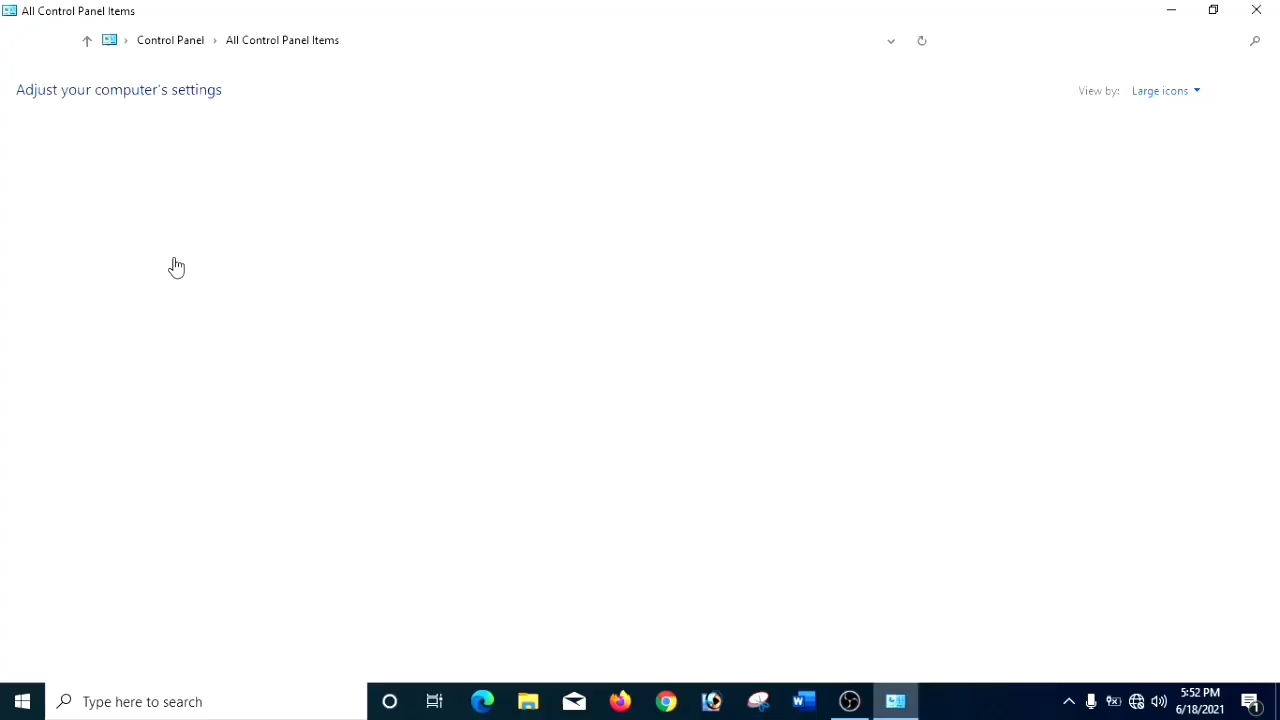 All Control Panel Items
Control Panel › All Control Panel Items
Adjust your computer's settings
View by: Large icons
Type here to search
5:52 PM
6/18/2021
1